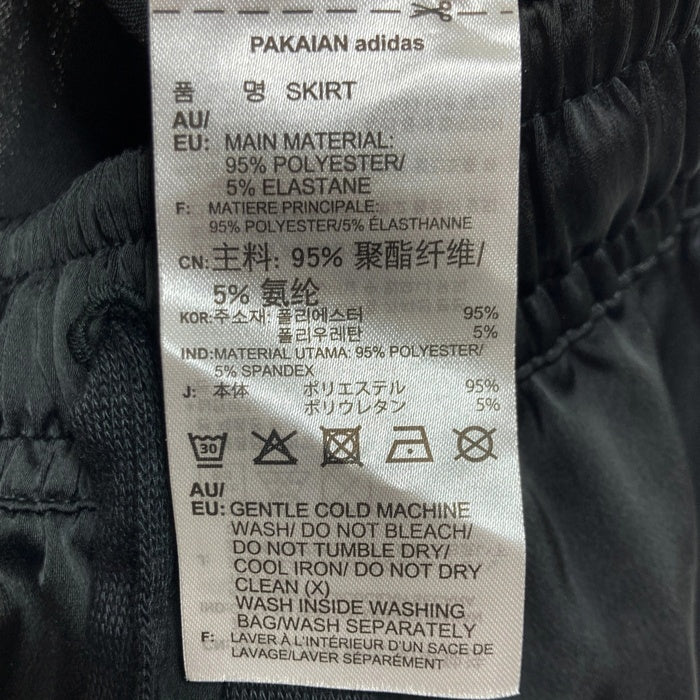 PAKAIAN adidas
품 명 SKIRT
AU/
EU: MAIN MATERIAL:
95% POLYESTER/
5% ELASTANE
F: MATIERE PRINCIPALE:
95% POLYESTER/5% ÉLASTHANNE
CN: 主料: 95% 聚酯纤维/
5% 氨纶
KOR: 주소재: 폴리에스터 95%
폴리우레탄 5%
IND: MATERIAL UTAMA: 95% POLYESTER/
5% SPANDEX
J: 本体 ポリエステル 95%
ポリウレタン 5%
30
AU/
EU: GENTLE COLD MACHINE
WASH/ DO NOT BLEACH/
DO NOT TUMBLE DRY/
COOL IRON/ DO NOT DRY
CLEAN (X)
WASH INSIDE WASHING
BAG/WASH SEPARATELY
F: LAVER À L'INTÉRIEUR D'UN SACE DE
LAVAGE/LAVER SÉPARÉMENT